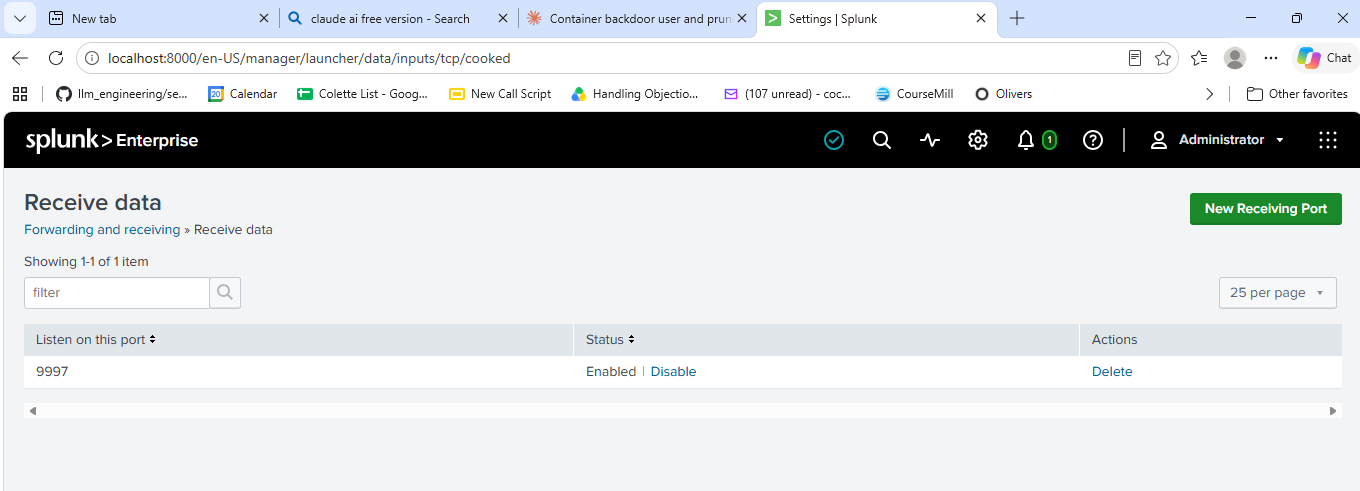 New tab
claude ai free version - Search
Container backdoor user and prun
Settings | Splunk
localhost:8000/en-US/manager/launcher/data/inputs/tcp/cooked
Chat
llm_engineering/se...
20 Calendar
Colette List - Goog...
New Call Script
Handling Objectio...
(107 unread) - coc...
CourseMill
Olivers
Other favorites
splunk>Enterprise
1
Administrator
Receive data
New Receiving Port
Forwarding and receiving » Receive data
Showing 1-1 of 1 item
filter
25 per page
Listen on this port
Status
Actions
9997
Enabled | Disable
Delete